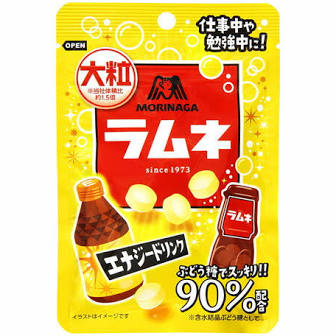 仕事中や
勉強中に!
OPEN
大粒
※当社体積比
約1.5倍
MORINAGA
ラムネ
since 1973
ラムネ
エナジードリンク
ぶどう糖でスッキリ!!
90%配合
イラストはイメージです
※含水結晶ぶどう糖として